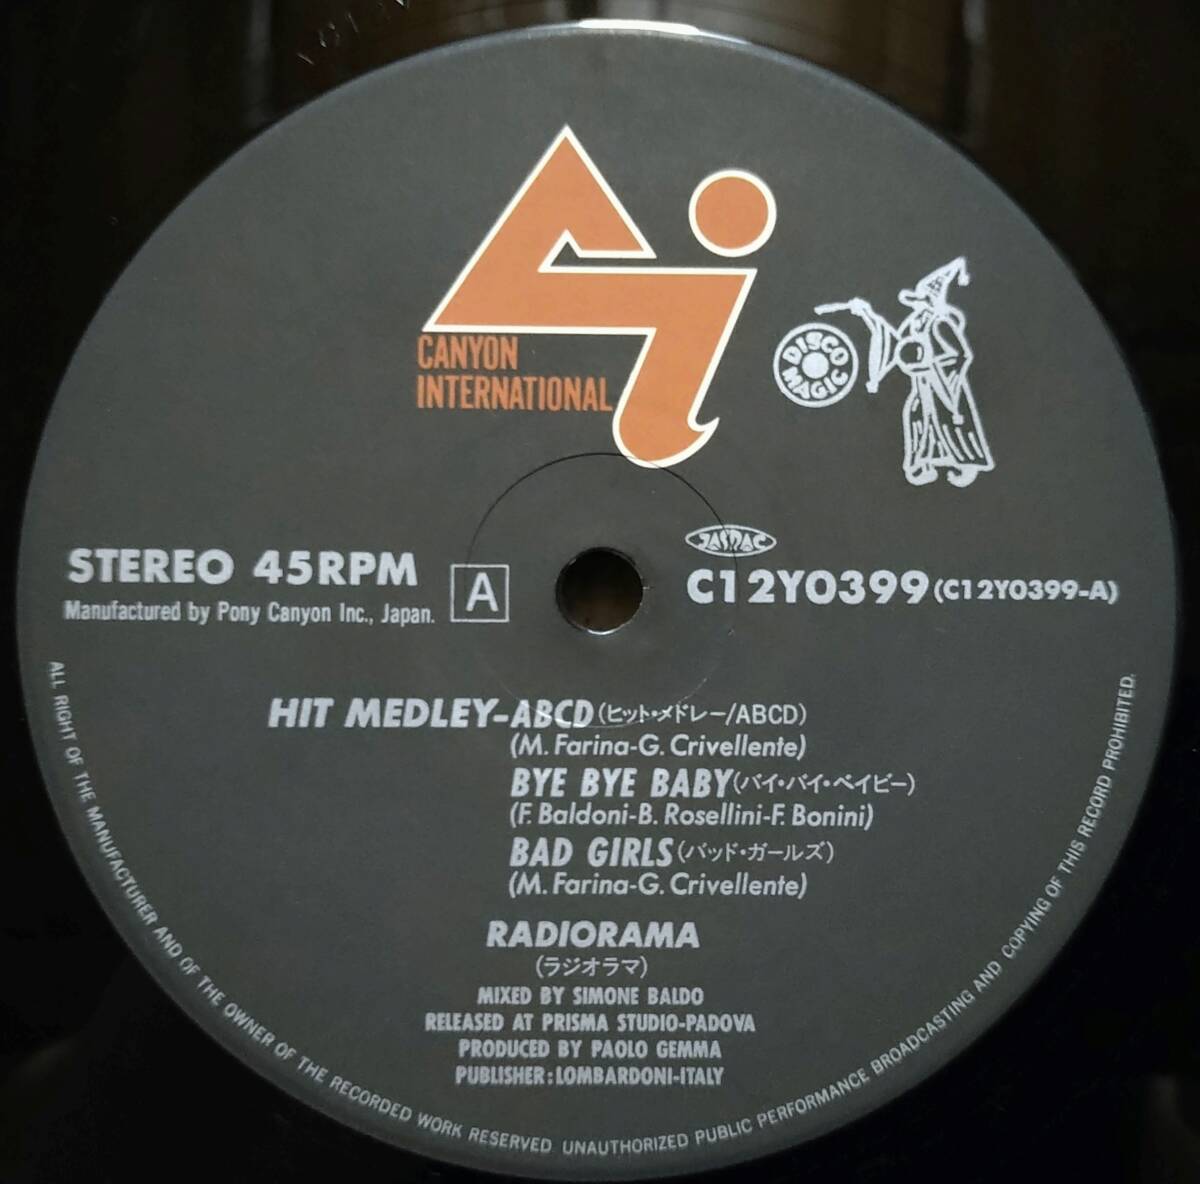 CANYON
INTERNATIONAL
DISCO
MAGIC
STEREO 45RPM
Manufactured by Pony Canyon Inc., Japan.
A
JASRAC
C12Y0399(C12Y0399-A)
HIT MEDLEY-ABCD(ヒット・メドレー/ABCD)
(M. Farina-G. Crivellente)
BYE BYE BABY(バイ・バイ・ベイビー)
(F. Baldoni-B. Rosellini-F. Bonini)
BAD GIRLS(バッド・ガールズ)
(M. Farina-G. Crivellente)
RADIORAMA
(ラジオラマ)
MIXED BY SIMONE BALDO
RELEASED AT PRISMA STUDIO-PADOVA
PRODUCED BY PAOLO GEMMA
PUBLISHER:LOMBARDONI-ITALY
ALL RIGHT OF THE MANUFACTURER AND OF THE OWNER OF THE RECORDED WORK RESERVED. UNAUTHORIZED PUBLIC PERFORMANCE BROADCASTING AND COPYING OF THIS RECORD PROHIBITED.